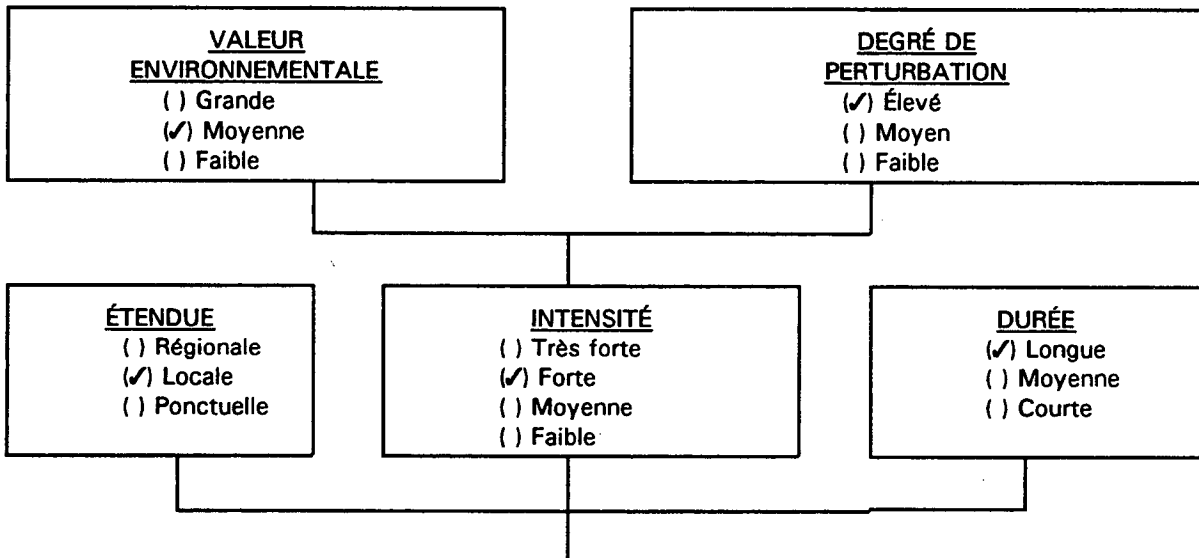 VALEUR
ENVIRONNEMENTALE
( ) Grande
(✓) Moyenne
( ) Faible
DEGRÉ DE
PERTURBATION
(✓) Élevé
( ) Moyen
( ) Faible
ÉTENDUE
( ) Régionale
(✓) Locale
( ) Ponctuelle
INTENSITÉ
( ) Très forte
(✓) Forte
( ) Moyenne
( ) Faible
DURÉE
(✓) Longue
( ) Moyenne
( ) Courte